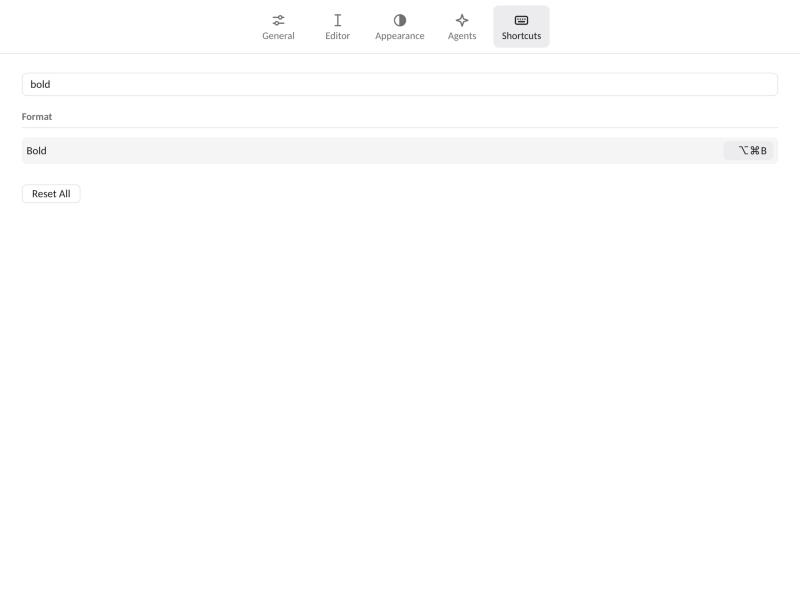 General
Editor
Appearance
Agents
Shortcuts
bold
Format
Bold
⌥⌘B
Reset All